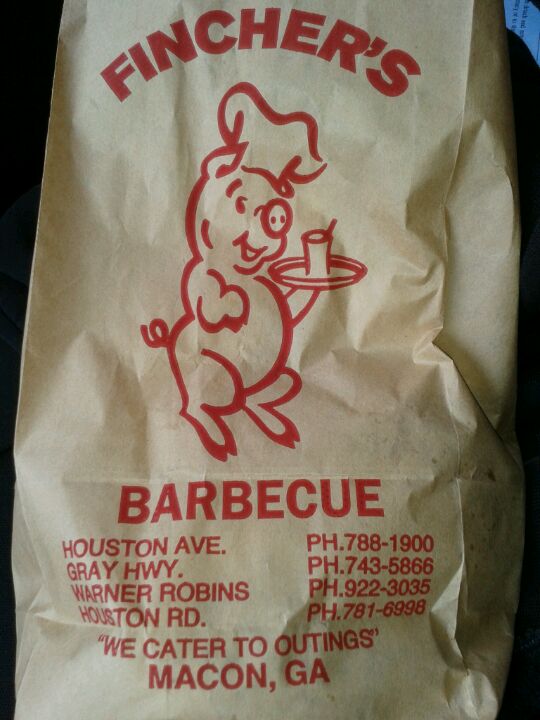 FINCHER'S
BARBECUE
HOUSTON AVE. PH.788-1900
GRAY HWY. PH.743-5866
WARNER ROBINS PH.922-3035
HOUSTON RD. PH.781-6998
"WE CATER TO OUTINGS"
MACON, GA